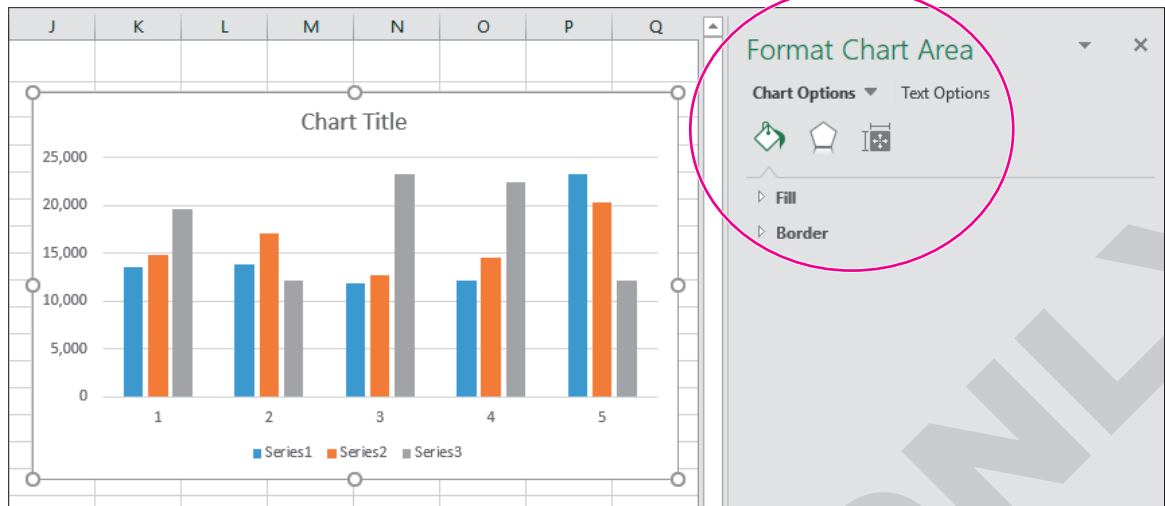 J K L M N O P Q
Format Chart Area
Chart Options Text Options
Fill
Border
Chart Title
25,000
20,000
15,000
10,000
5,000
0
1 2 3 4 5
Series1 Series2 Series3
ONLY